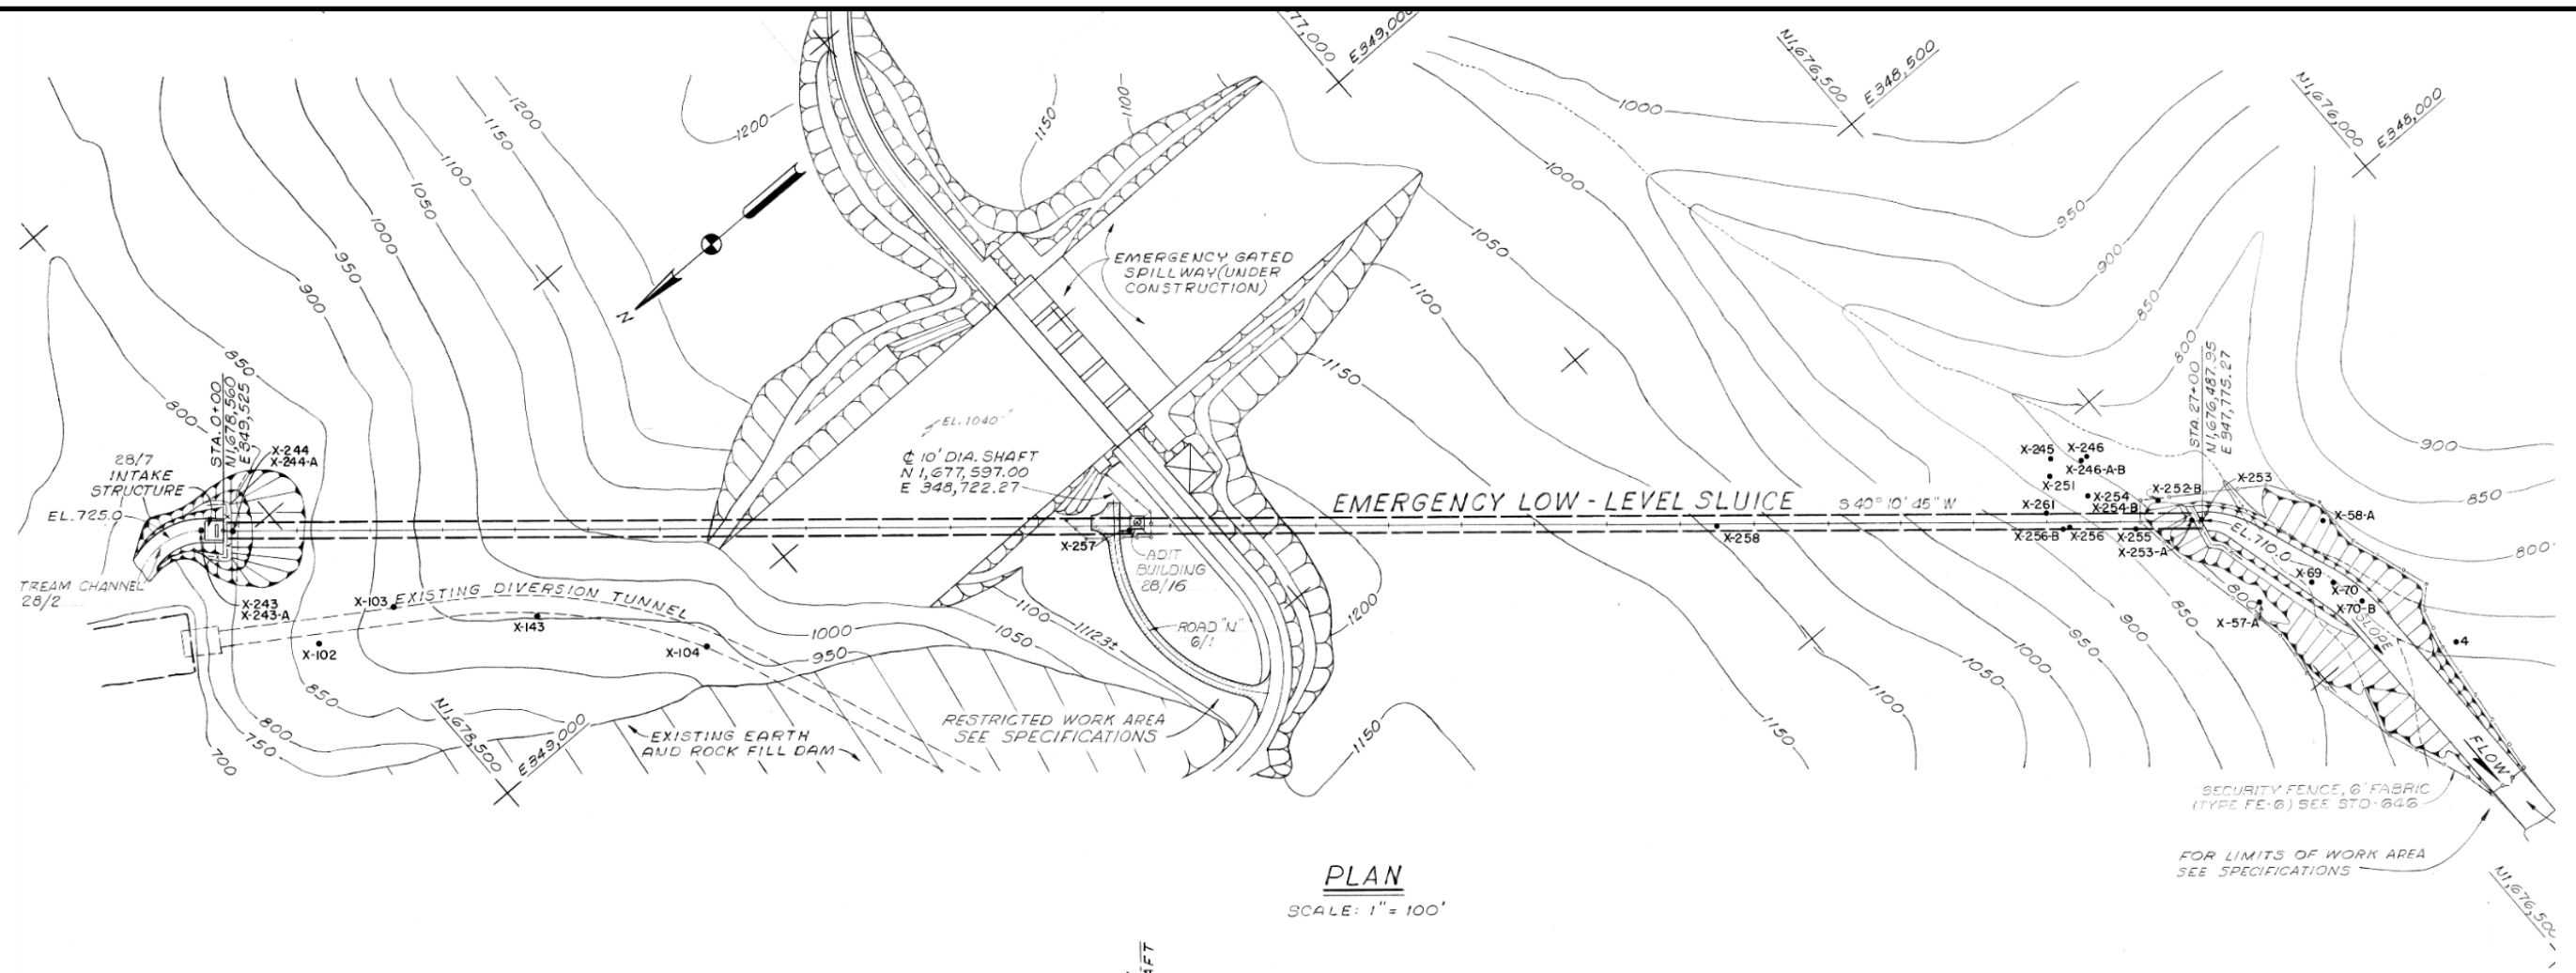 77,000
E349,000
N1,676,500
E348,500
N1,676,000
E348,000
1200
1150
1100
1050
1000
950
900
850
800
1200
1150
1100
1000
1000
1050
1100
1150
950
900
850
800
900
850
800
N
EMERGENCY GATED
SPILLWAY (UNDER
CONSTRUCTION)
STA. 0+00
N1,678,560
E 349,525
X-244
X-244-A
28/7
INTAKE
STRUCTURE
EL.725.0
TREAM CHANNEL
28/2
X-243
X-243-A
EL.1040
℄ 10' DIA. SHAFT
N 1,677,597.00
E 348,722.27
EMERGENCY LOW-LEVEL SLUICE
S 40° 10' 45" W
X-257
ADIT
BUILDING
28/16
ROAD "N"
6/1
X-258
X-245
X-246
X-246-A-B
X-251
X-254
X-254-B
X-261
X-256-B
X-256
X-255
X-253-A
X-252-B
X-253
STA. 27+00
N1,676,487.95
E 347,775.27
X-58-A
EL.710.0
X-69
X-70
X-70-B
X-57-A
SLOPE
4
X-103
EXISTING DIVERSION TUNNEL
X-102
X-143
X-104
1000
950
1100
1050
11123±
1200
1150
850
800
750
700
N1,678,500
E349,000
EXISTING EARTH
AND ROCK FILL DAM
RESTRICTED WORK AREA
SEE SPECIFICATIONS
1150
1100
1050
1000
950
900
850
800
FLOW
SECURITY FENCE, 6' FABRIC
(TYPE FE-6) SEE STD-646
FOR LIMITS OF WORK AREA
SEE SPECIFICATIONS
N1,676,500
PLAN
SCALE: 1" = 100'